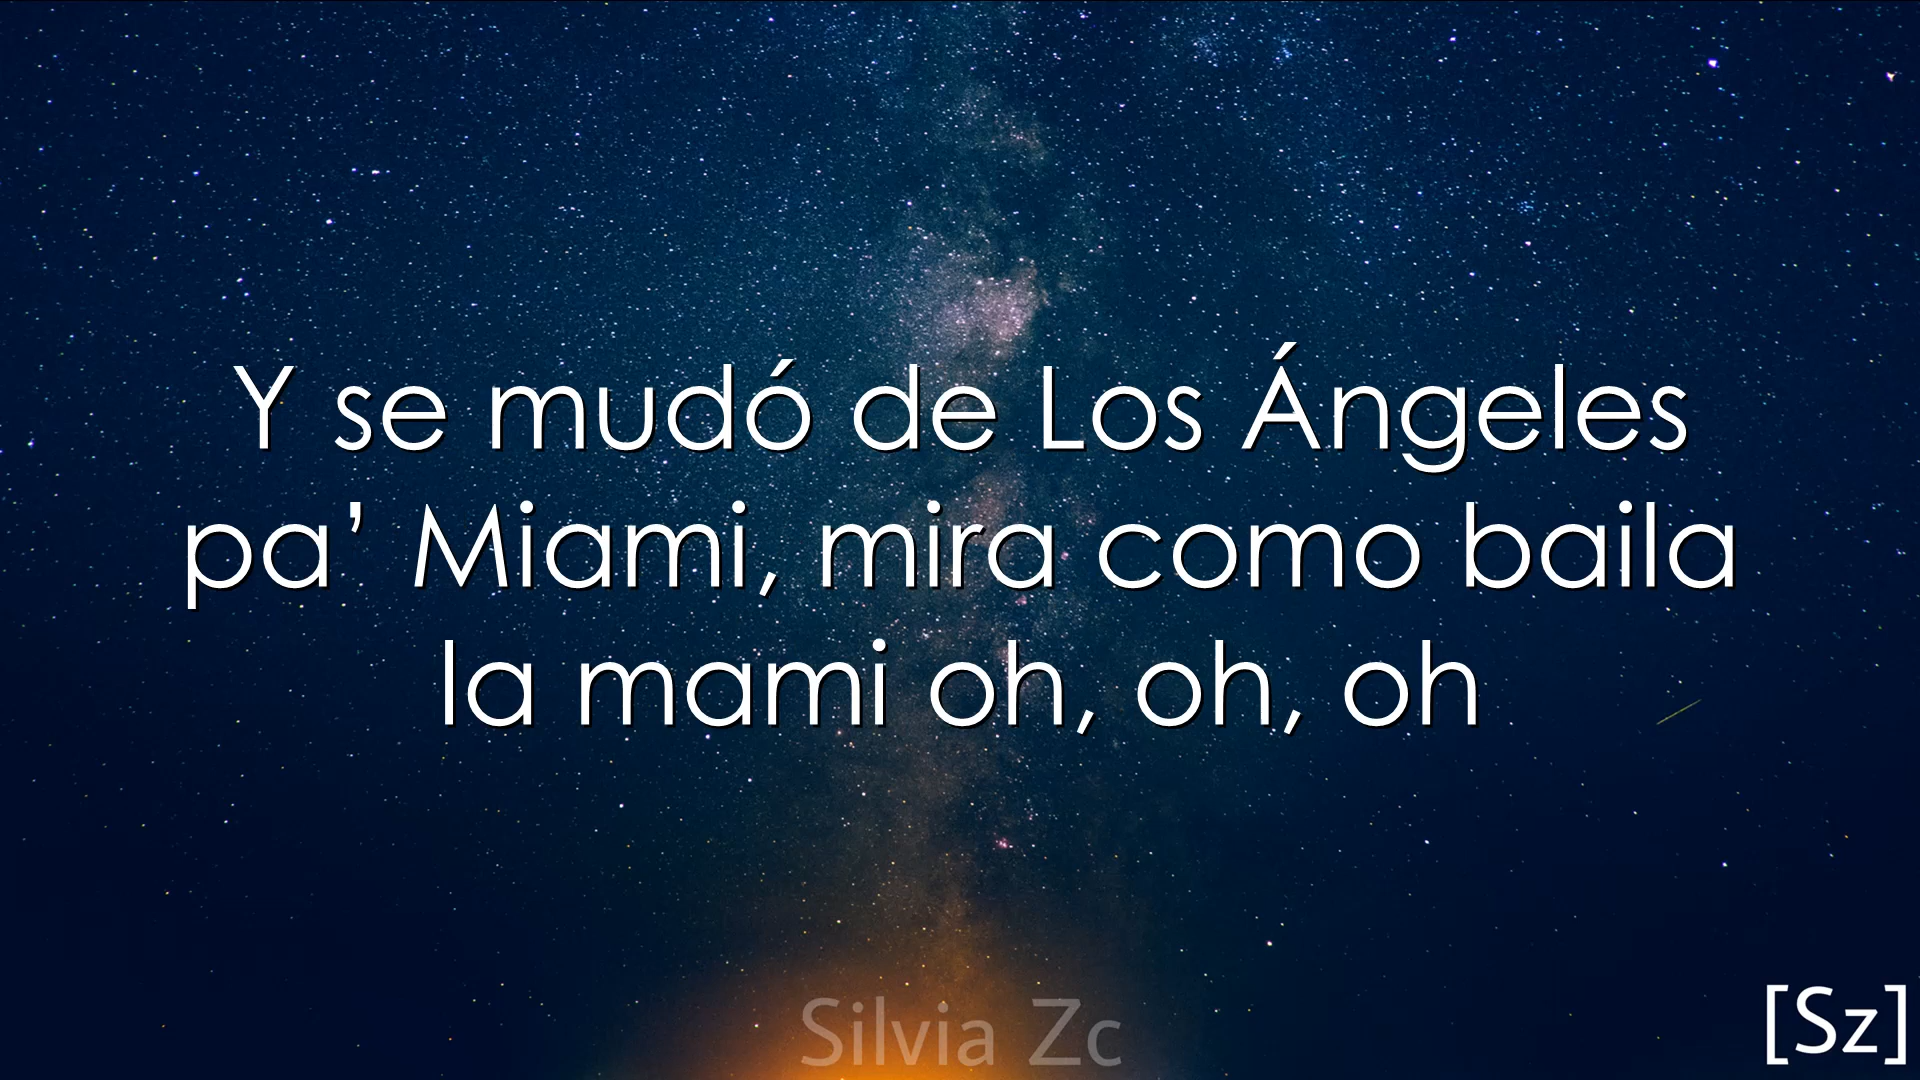 Y se mudó de Los Ángeles
pa’ Miami, mira como baila
la mami oh, oh, oh
Silvia Zc
[Sz]